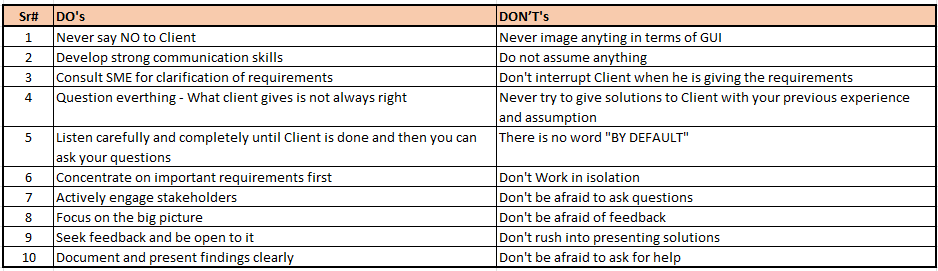 Sr# DO's DON'T's
1 Never say NO to Client Never image anyting in terms of GUI
2 Develop strong communication skills Do not assume anything
3 Consult SME for clarification of requirements Don't interrupt Client when he is giving the requirements
4 Question everthing - What client gives is not always right Never try to give solutions to Client with your previous experience
and assumption
5 Listen carefully and completely until Client is done and then you can There is no word "BY DEFAULT"
ask your questions
6 Concentrate on important requirements first Don't Work in isolation
7 Actively engage stakeholders Don't be afraid to ask questions
8 Focus on the big picture Don't be afraid of feedback
9 Seek feedback and be open to it Don't rush into presenting solutions
10 Document and present findings clearly Don't be afraid to ask for help